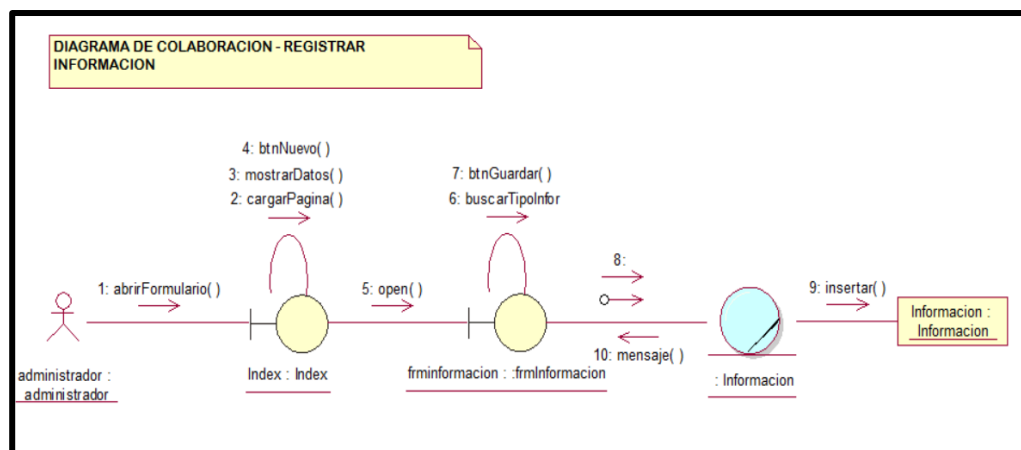 DIAGRAMA DE COLABORACION - REGISTRAR
INFORMACION
4: btnNuevo( )
3: mostrarDatos( )
2: cargarPagina( )
7: btnGuardar( )
6: buscarTipoInfor
1: abrirFormulario( )
5: open( )
8:
9: insertar( )
10: mensaje( )
administrador :
administrador
Index : Index
frminformacion : :frmInformacion
: Informacion
Informacion :
Informacion